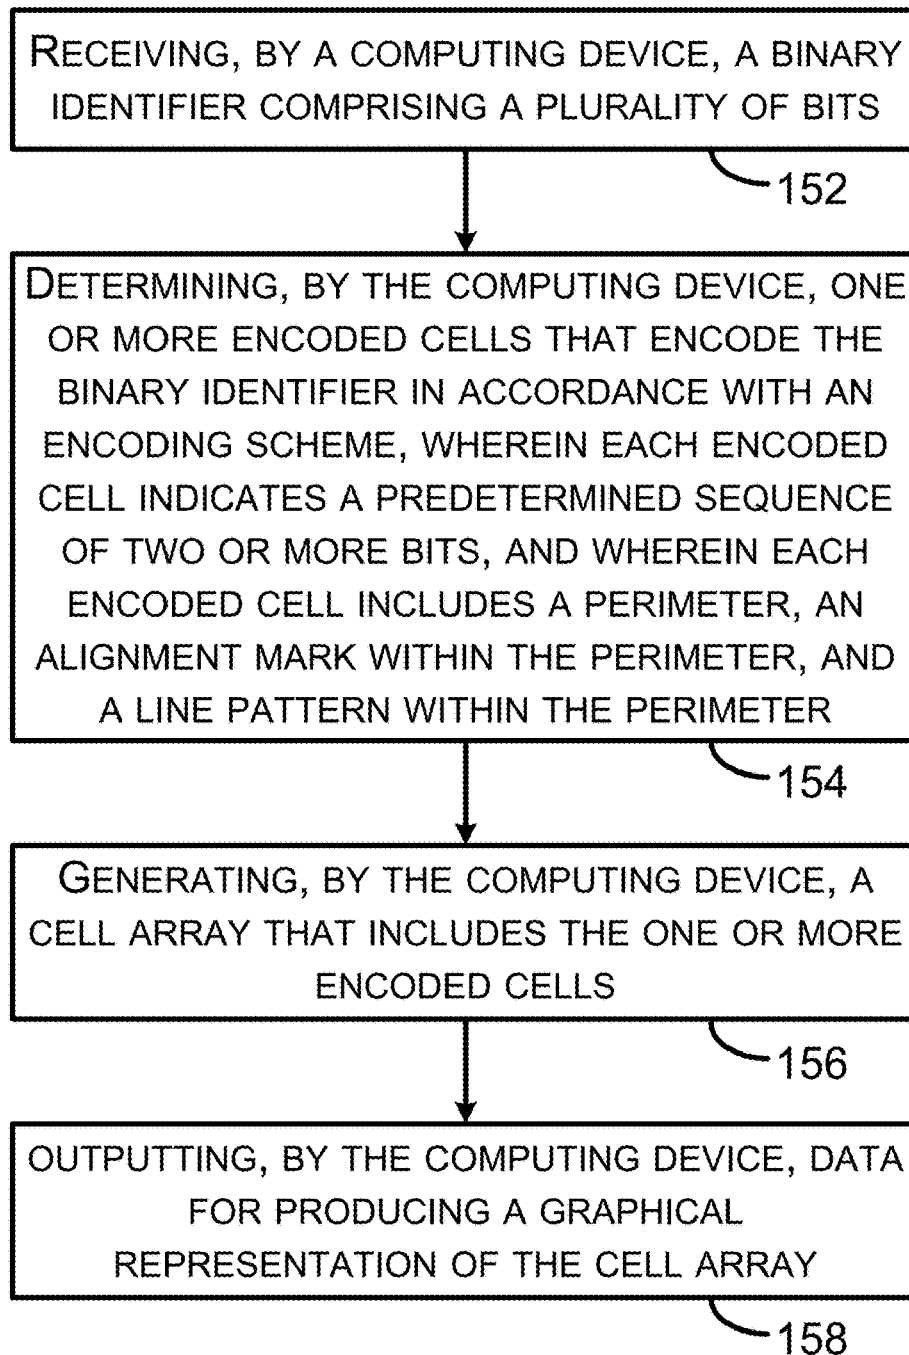 RECEIVING, BY A COMPUTING DEVICE, A BINARY
IDENTIFIER COMPRISING A PLURALITY OF BITS
152
DETERMINING, BY THE COMPUTING DEVICE, ONE
OR MORE ENCODED CELLS THAT ENCODE THE
BINARY IDENTIFIER IN ACCORDANCE WITH AN
ENCODING SCHEME, WHEREIN EACH ENCODED
CELL INDICATES A PREDETERMINED SEQUENCE
OF TWO OR MORE BITS, AND WHEREIN EACH
ENCODED CELL INCLUDES A PERIMETER, AN
ALIGNMENT MARK WITHIN THE PERIMETER, AND
A LINE PATTERN WITHIN THE PERIMETER
154
GENERATING, BY THE COMPUTING DEVICE, A
CELL ARRAY THAT INCLUDES THE ONE OR MORE
ENCODED CELLS
156
OUTPUTTING, BY THE COMPUTING DEVICE, DATA
FOR PRODUCING A GRAPHICAL
REPRESENTATION OF THE CELL ARRAY
158